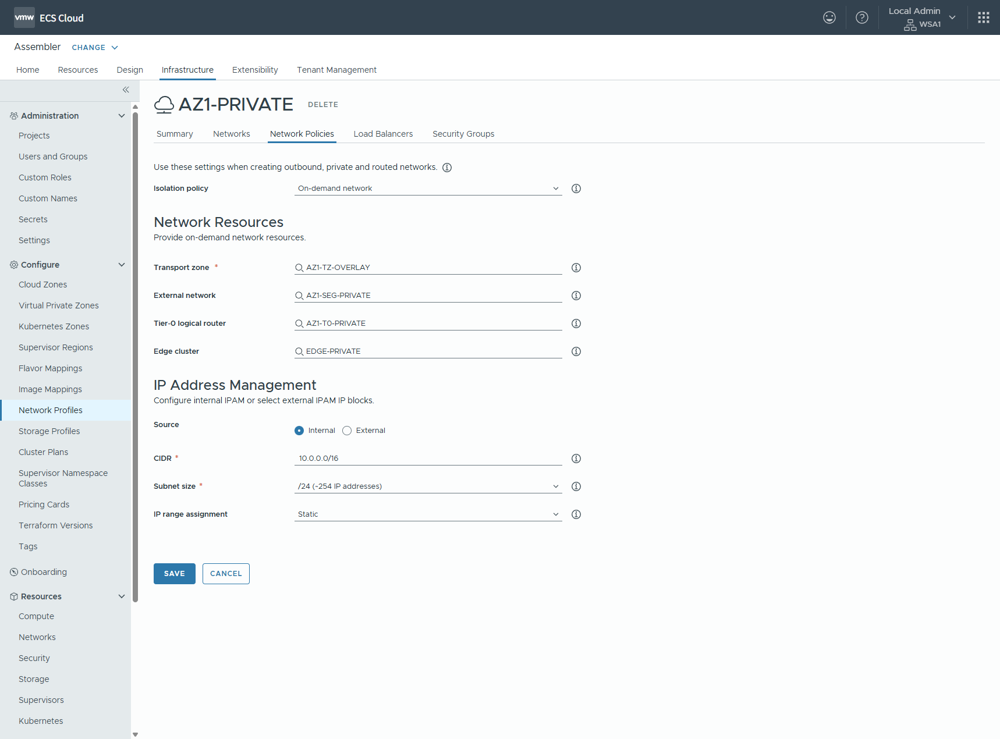 vmw ECS Cloud
Local Admin
WSA1
Assembler CHANGE
Home Resources Design Infrastructure Extensibility Tenant Management
Administration
Projects
Users and Groups
Custom Roles
Custom Names
Secrets
Settings
Configure
Cloud Zones
Virtual Private Zones
Kubernetes Zones
Supervisor Regions
Flavor Mappings
Image Mappings
Network Profiles
Storage Profiles
Cluster Plans
Supervisor Namespace
Classes
Pricing Cards
Terraform Versions
Tags
Onboarding
Resources
Compute
Networks
Security
Storage
Supervisors
Kubernetes
AZ1-PRIVATE DELETE
Summary Networks Network Policies Load Balancers Security Groups
Use these settings when creating outbound, private and routed networks.
Isolation policy On-demand network
Network Resources
Provide on-demand network resources.
Transport zone * AZ1-TZ-OVERLAY
External network AZ1-SEG-PRIVATE
Tier-0 logical router AZ1-T0-PRIVATE
Edge cluster EDGE-PRIVATE
IP Address Management
Configure internal IPAM or select external IPAM IP blocks.
Source Internal External
CIDR * 10.0.0.0/16
Subnet size * /24 (~254 IP addresses)
IP range assignment Static
SAVE CANCEL